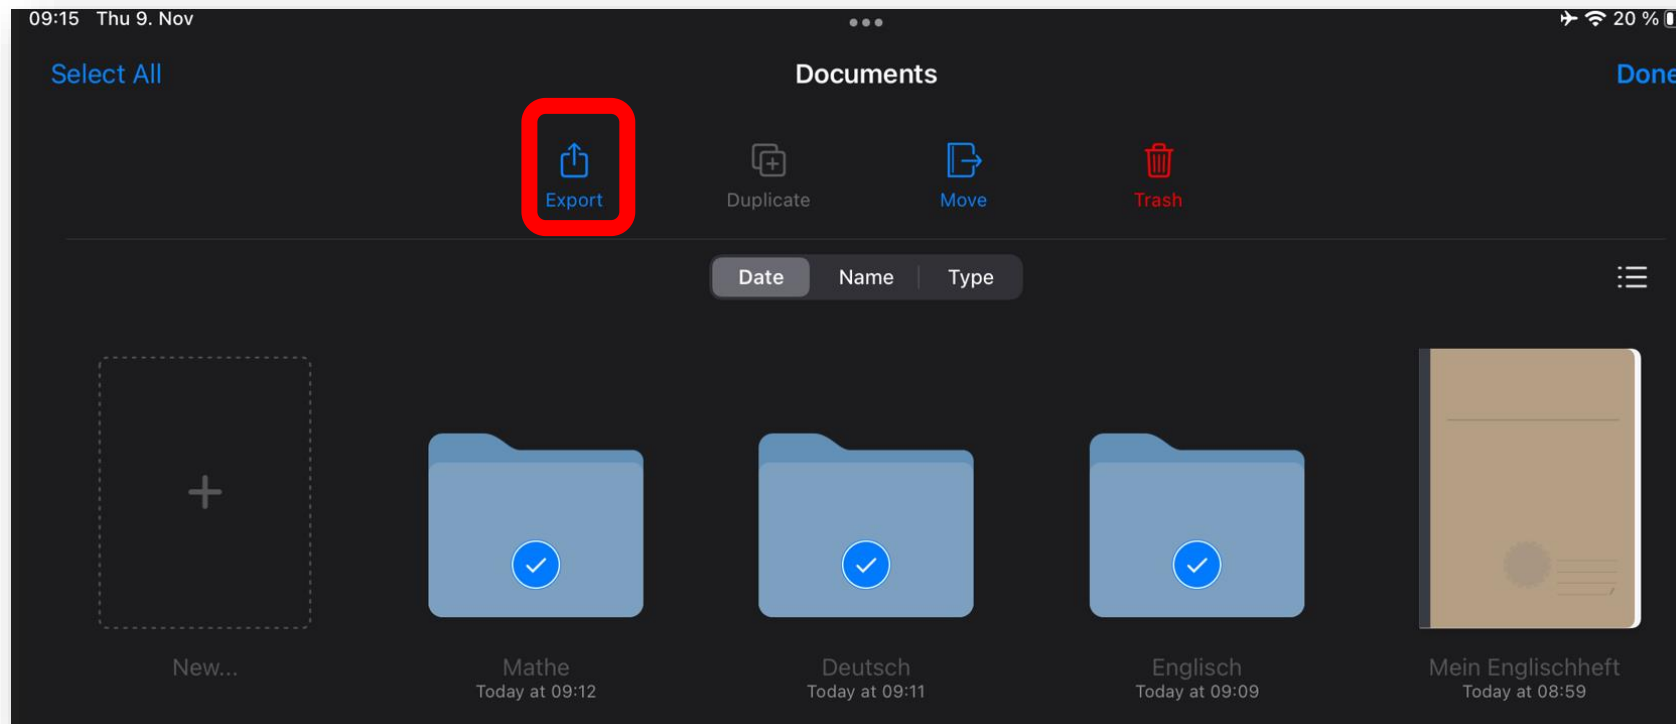 09:15 Thu 9. Nov
20 %
Select All
Documents
Done
Export
Duplicate
Move
Trash
Date
Name
Type
New...
Mathe
Today at 09:12
Deutsch
Today at 09:11
Englisch
Today at 09:09
Mein Englischheft
Today at 08:59